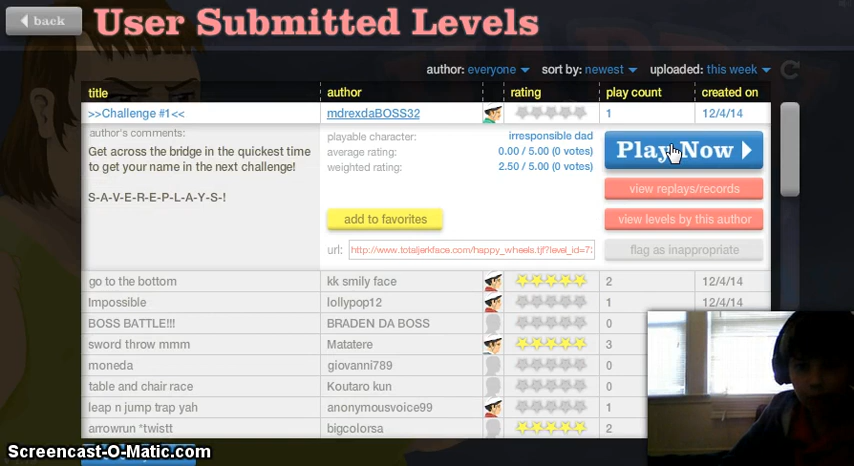 back
User Submitted Levels
author: everyone sort by: newest uploaded: this week
title author rating play count created on
>>Challenge #1<< mdrexdaBOSS32 1 12/4/14
author's comments:
Get across the bridge in the quickest time
to get your name in the next challenge!
S-A-V-E-R-E-P-L-A-Y-S-!
playable character: irresponsible dad
average rating: 0.00 / 5.00 (0 votes)
weighted rating: 2.50 / 5.00 (0 votes)
add to favorites
url: http://www.totaljerkface.com/happy_wheels.tjf?level_id=7
Play Now
view replays/records
view levels by this author
flag as inappropriate
go to the bottom kk smily face 2 12/4/14
Impossible lollypop12 1 12/4/14
BOSS BATTLE!!! BRADEN DA BOSS 0
sword throw mmm Matatere 3
moneda giovanni789 0
table and chair race Koutaro kun 0
leap n jump trap yah anonymousvoice99 1
arrowrun *twistt bigcolorsa 2
Screencast-O-Matic.com